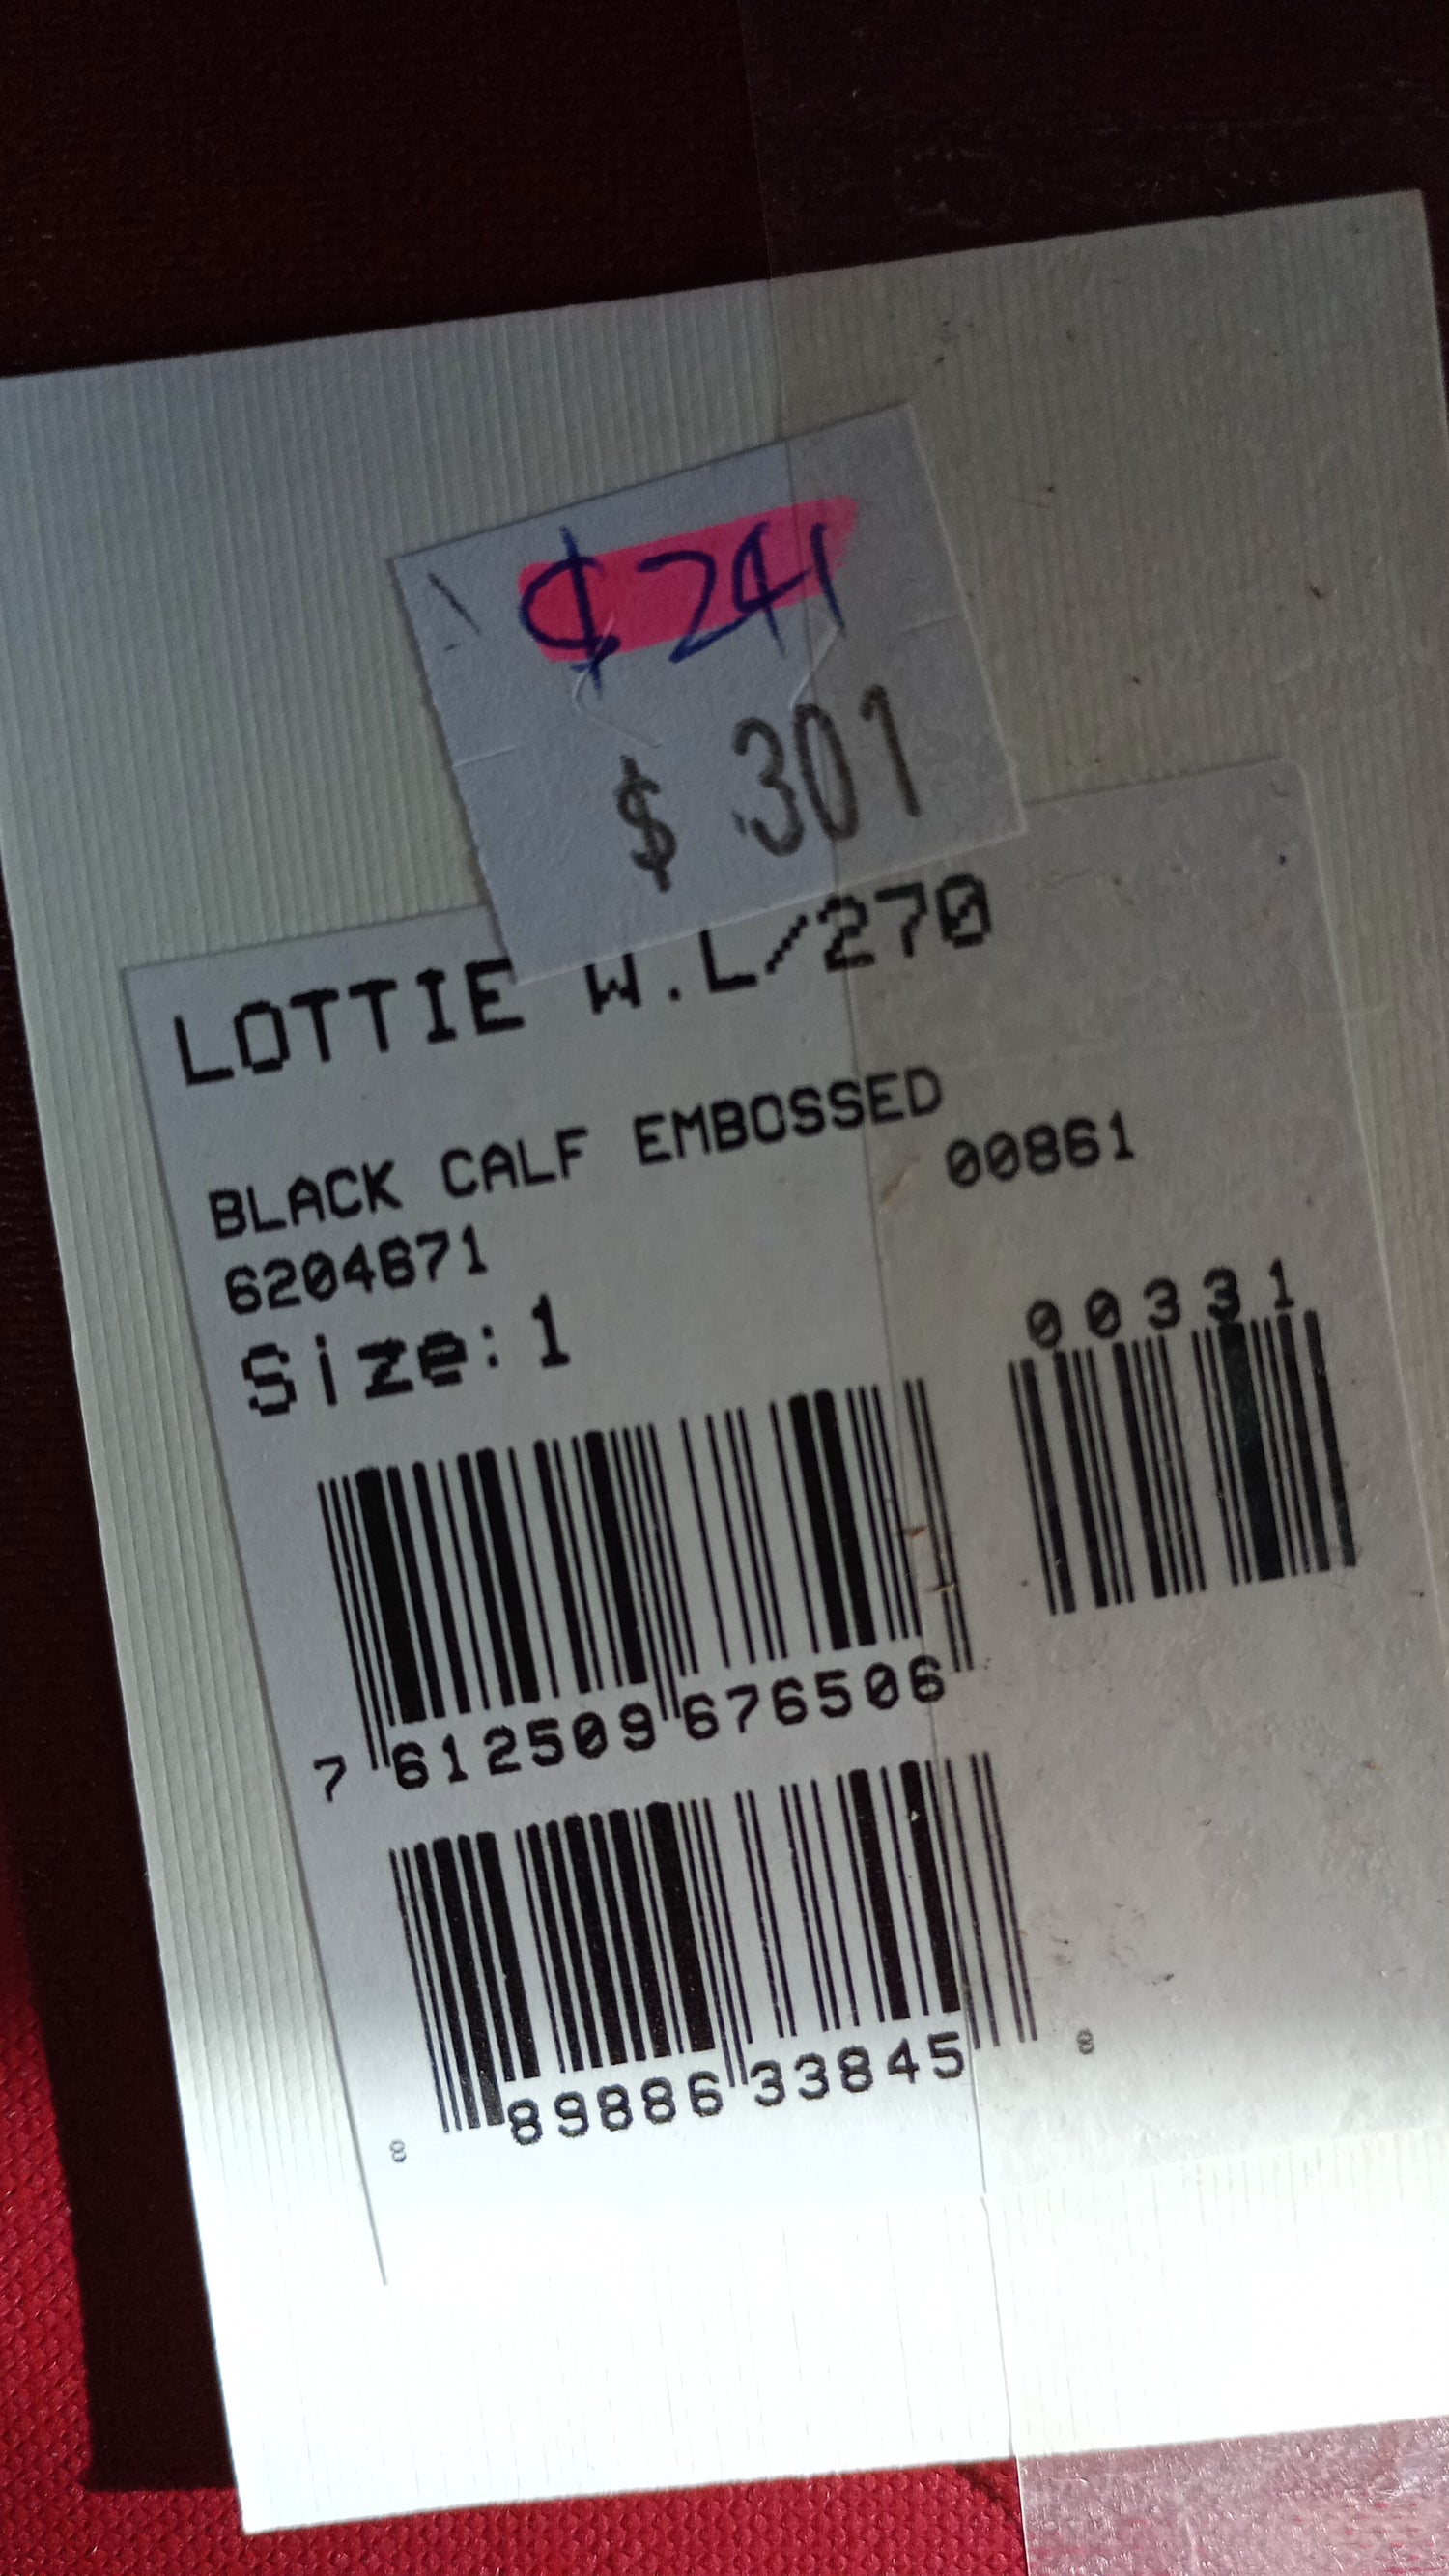 $241
$ 301
LOTTIE W.L/270
BLACK CALF EMBOSSED
6204671 00861
Size:1
00331
7 612509 676506
8 89886 33845 8